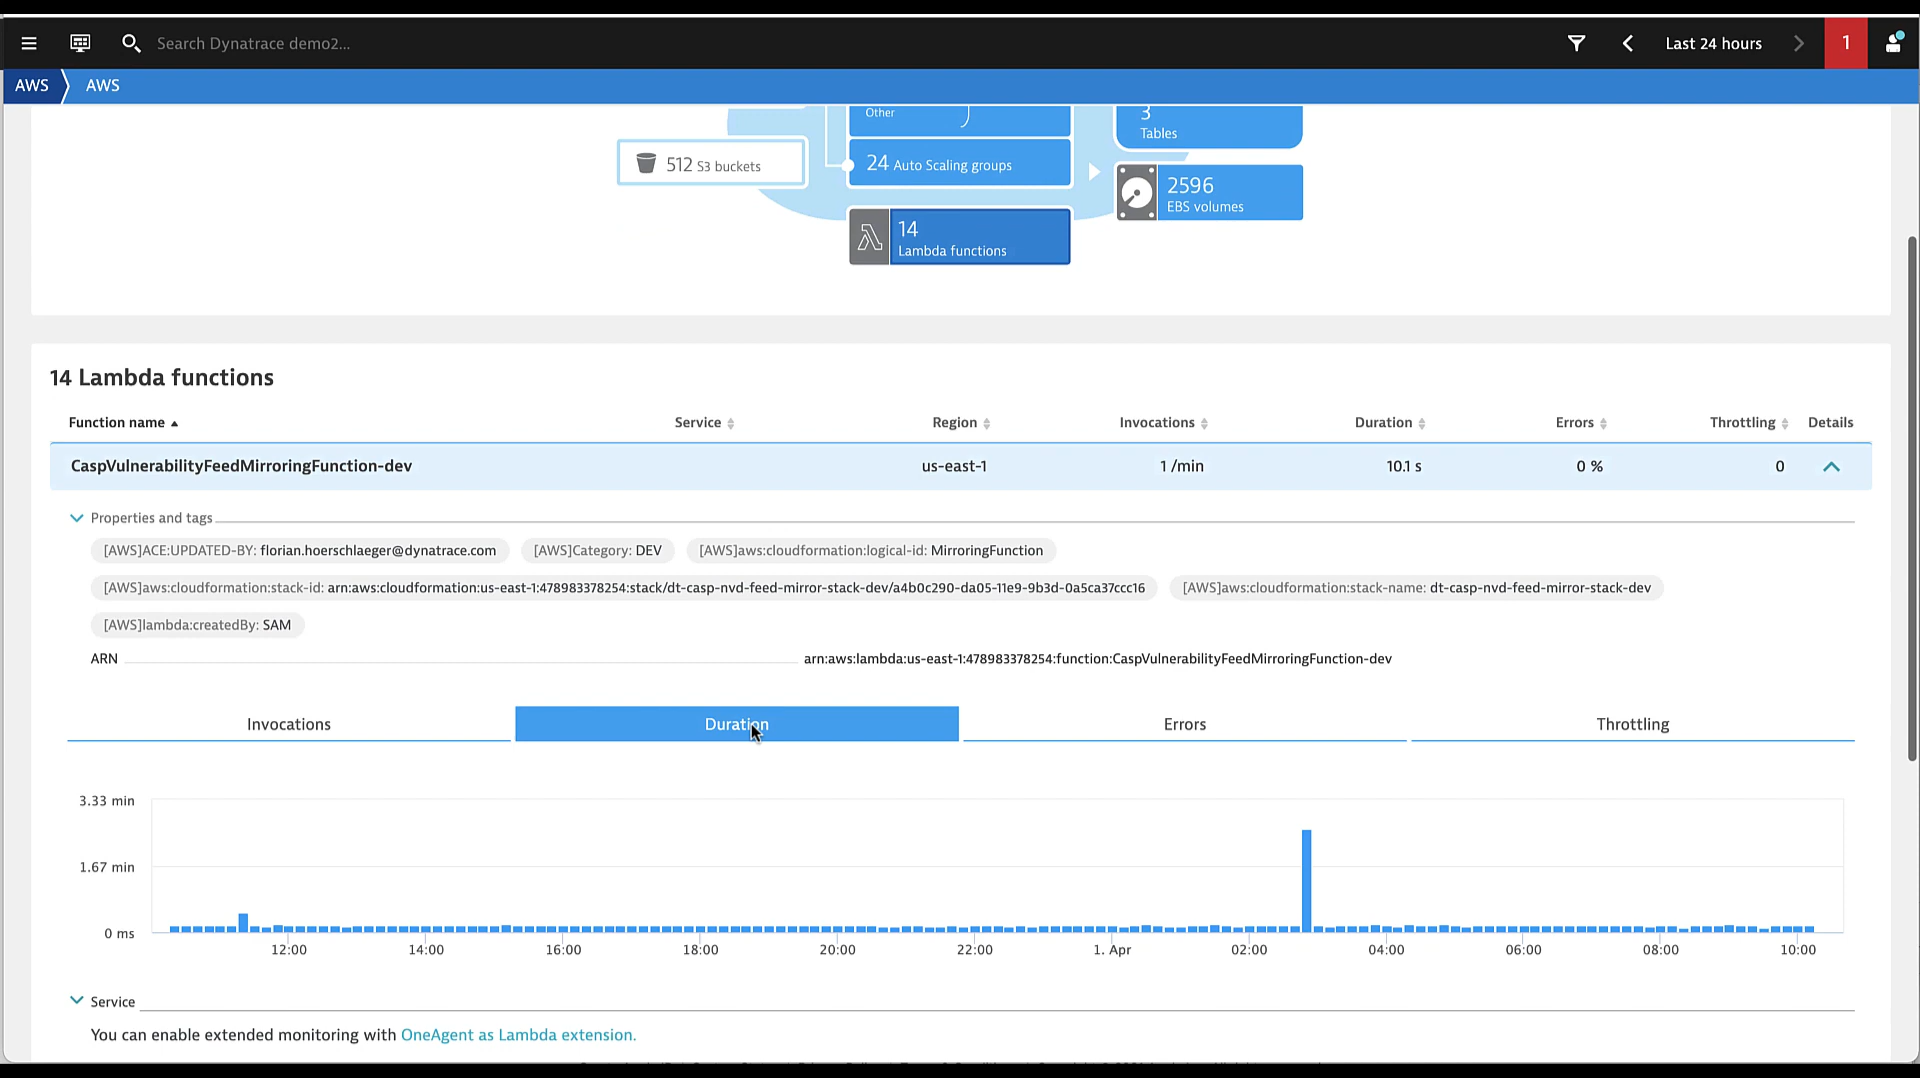 Search Dynatrace demo2...
Last 24 hours
1
AWS
AWS
Other
3
Tables
512 S3 buckets
24 Auto Scaling groups
2596
EBS volumes
14
Lambda functions
14 Lambda functions
Function name Service Region Invocations Duration Errors Throttling Details
CaspVulnerabilityFeedMirroringFunction-dev us-east-1 1 /min 10.1 s 0 % 0
Properties and tags
[AWS]ACE:UPDATED-BY: florian.hoerschlaeger@dynatrace.com [AWS]Category: DEV [AWS]aws:cloudformation:logical-id: MirroringFunction
[AWS]aws:cloudformation:stack-id: arn:aws:cloudformation:us-east-1:478983378254:stack/dt-casp-nvd-feed-mirror-stack-dev/a4b0c290-da05-11e9-9b3d-0a5ca37ccc16 [AWS]aws:cloudformation:stack-name: dt-casp-nvd-feed-mirror-stack-dev
[AWS]lambda:createdBy: SAM
ARN arn:aws:lambda:us-east-1:478983378254:function:CaspVulnerabilityFeedMirroringFunction-dev
Invocations Duration Errors Throttling
3.33 min
1.67 min
0 ms
12:00 14:00 16:00 18:00 20:00 22:00 1. Apr 02:00 04:00 06:00 08:00 10:00
Service
You can enable extended monitoring with OneAgent as Lambda extension.